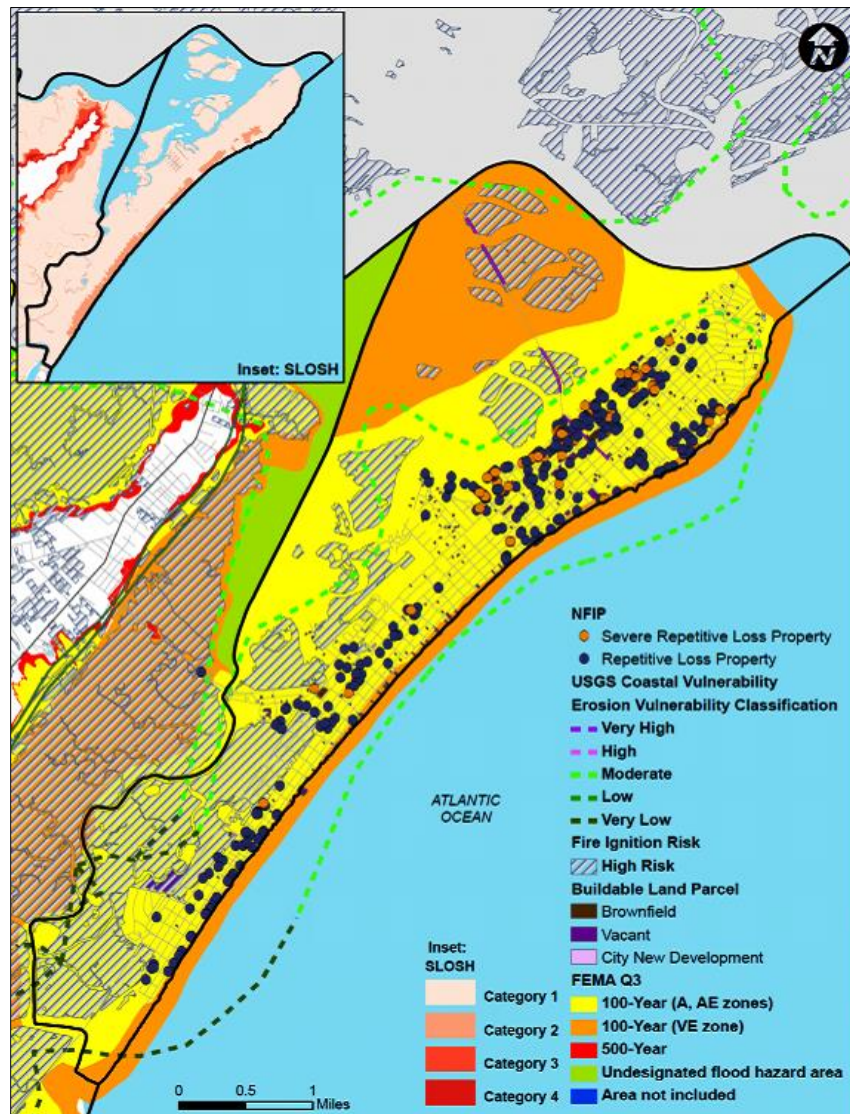 N
Inset: SLOSH
NFIP
Severe Repetitive Loss Property
Repetitive Loss Property
USGS Coastal Vulnerability
Erosion Vulnerability Classification
Very High
High
Moderate
Low
Very Low
Fire Ignition Risk
High Risk
Buildable Land Parcel
Brownfield
Vacant
City New Development
FEMA Q3
100-Year (A, AE zones)
100-Year (VE zone)
500-Year
Undesignated flood hazard area
Area not included
ATLANTIC
OCEAN
Inset:
SLOSH
Category 1
Category 2
Category 3
Category 4
0 0.5 1
Miles